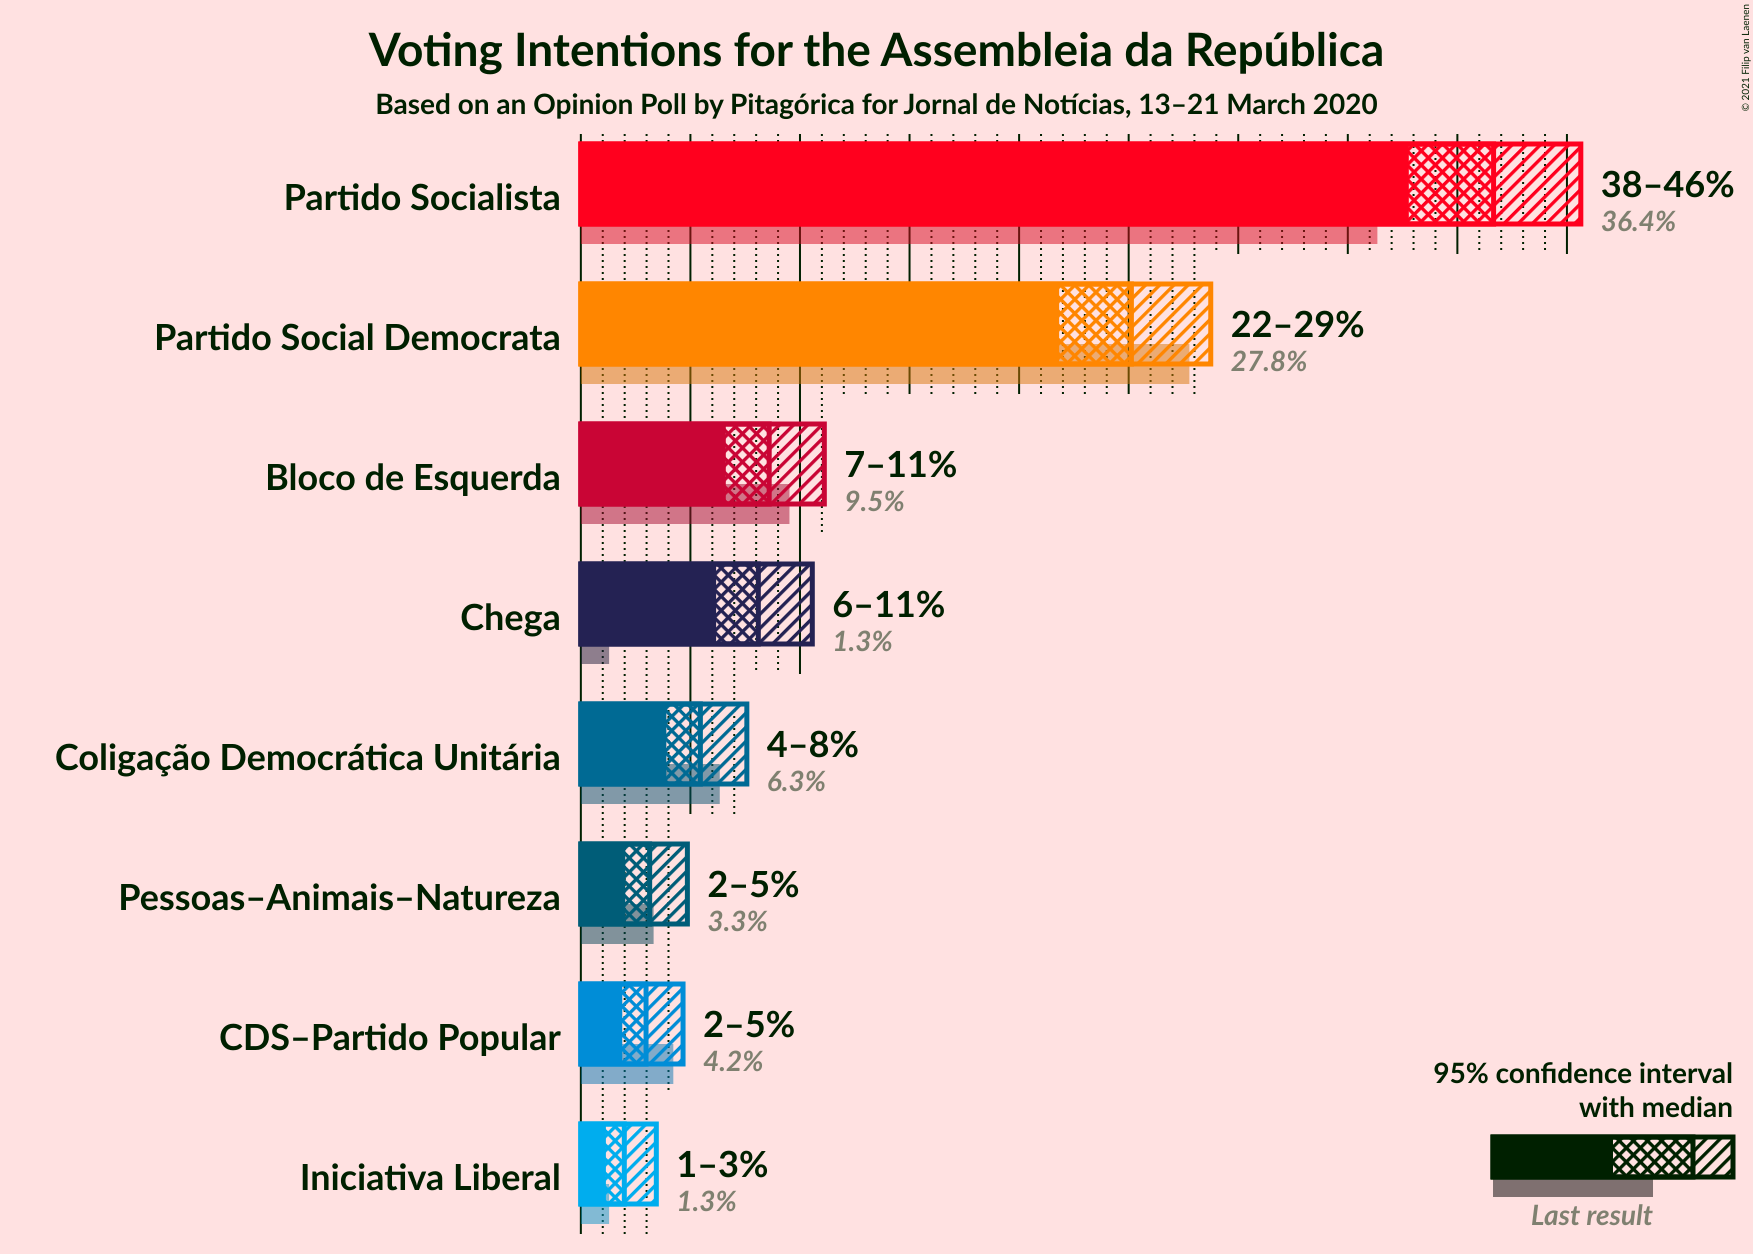 Voting Intentions for the Assembleia da República
Based on an Opinion Poll by Pitagórica for Jornal de Notícias, 13–21 March 2020
© 2021 Filip van Laenen
Partido Socialista
38–46%
36.4%
Partido Social Democrata
22–29%
27.8%
Bloco de Esquerda
7–11%
9.5%
Chega
6–11%
1.3%
Coligação Democrática Unitária
4–8%
6.3%
Pessoas–Animais–Natureza
2–5%
3.3%
CDS–Partido Popular
2–5%
4.2%
Iniciativa Liberal
1–3%
1.3%
95% confidence interval
with median
Last result